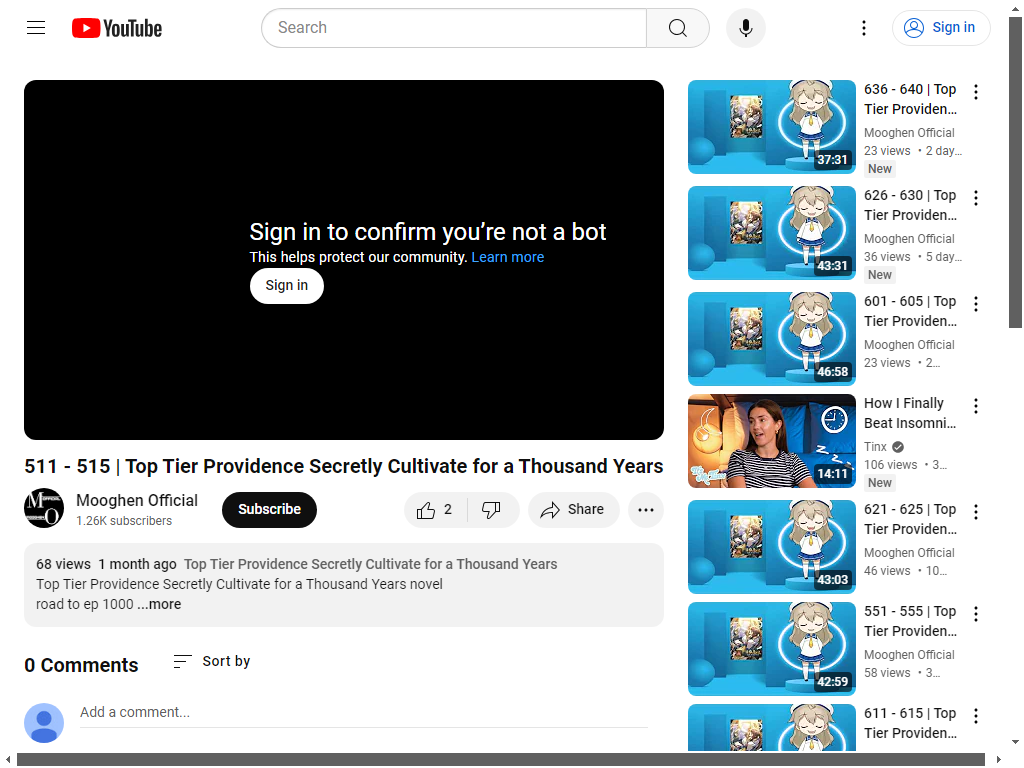 YouTube
Search
Sign in
Sign in to confirm you’re not a bot
This helps protect our community. Learn more
Sign in
511 - 515 | Top Tier Providence Secretly Cultivate for a Thousand Years
Mooghen Official
1.26K subscribers
Subscribe
2
Share
68 views 1 month ago Top Tier Providence Secretly Cultivate for a Thousand Years
Top Tier Providence Secretly Cultivate for a Thousand Years novel
road to ep 1000 ...more
0 Comments
Sort by
Add a comment...
37:31
636 - 640 | Top
Tier Providen...
Mooghen Official
23 views • 2 day...
New
43:31
626 - 630 | Top
Tier Providen...
Mooghen Official
36 views • 5 day...
New
46:58
601 - 605 | Top
Tier Providen...
Mooghen Official
23 views • 2...
14:11
How I Finally
Beat Insomni...
Tinx
106 views • 3...
New
43:03
621 - 625 | Top
Tier Providen...
Mooghen Official
46 views • 10...
42:59
551 - 555 | Top
Tier Providen...
Mooghen Official
58 views • 3...
611 - 615 | Top
Tier Providen...